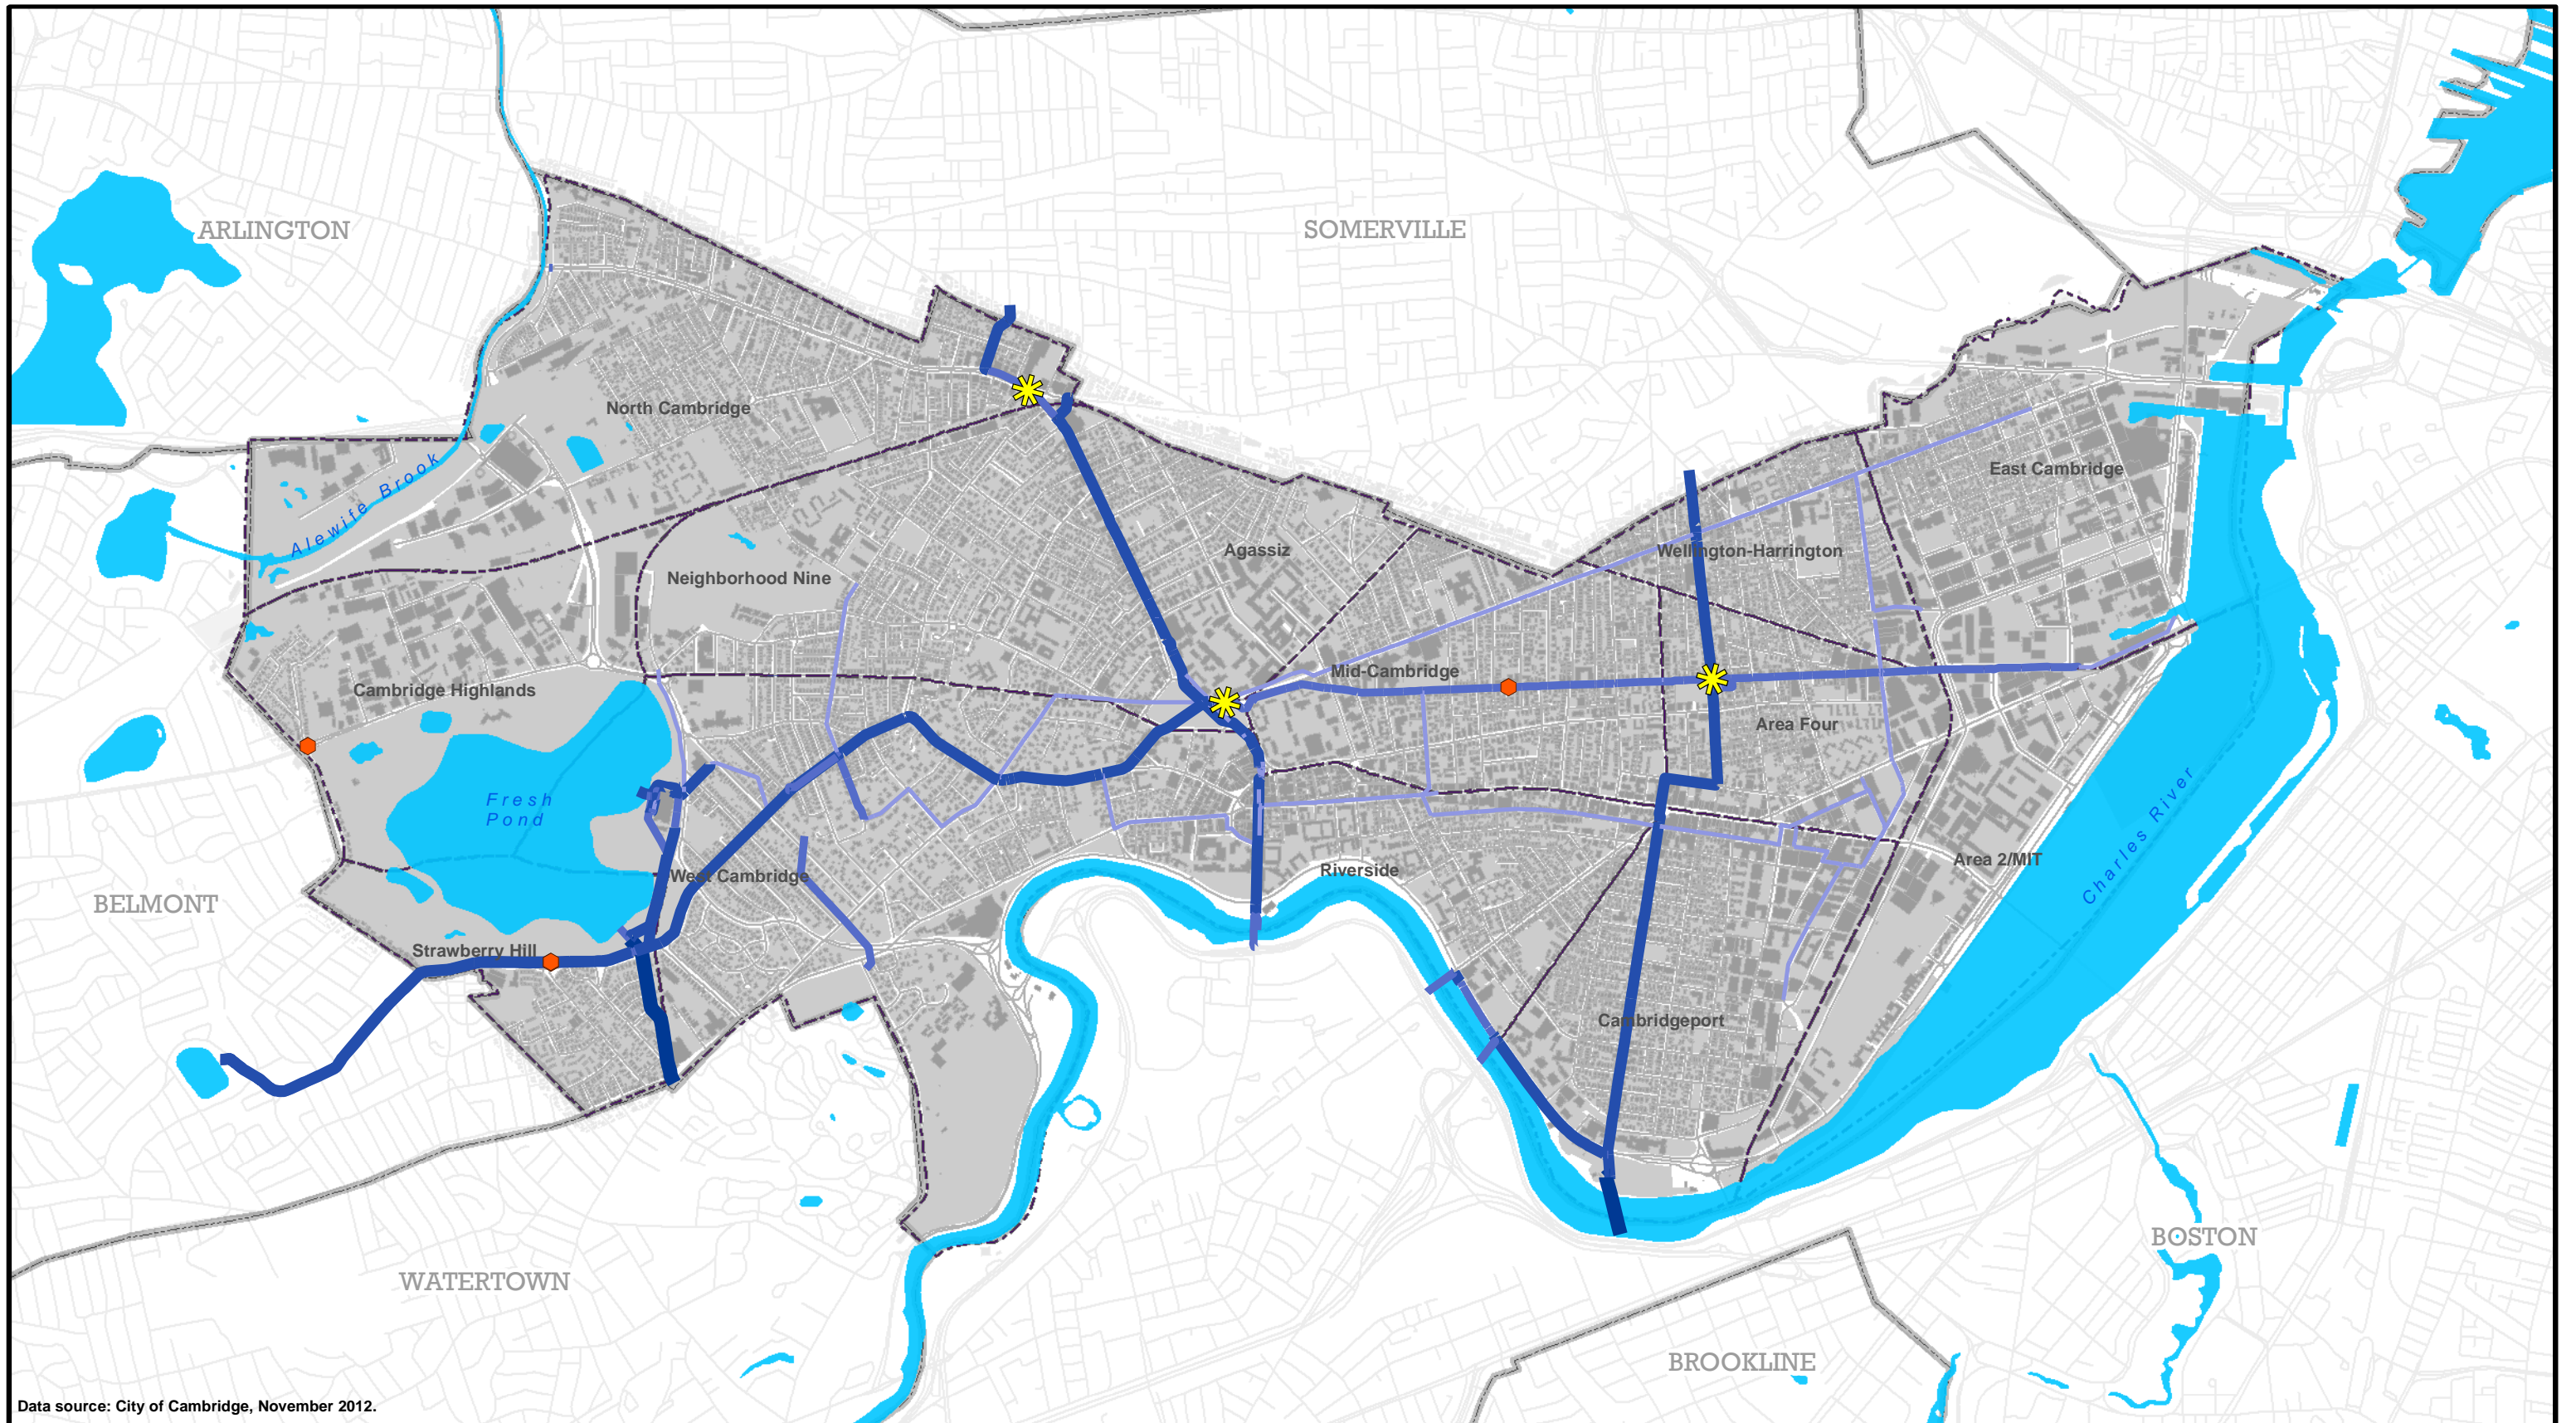 ARLINGTON
SOMERVILLE
North Cambridge
East Cambridge
Alewife Brook
Agassiz
Wellington-Harrington
Neighborhood Nine
Mid-Cambridge
Cambridge Highlands
Area Four
Fresh
Pond
Charles River
Area 2/MIT
Riverside
West Cambridge
BELMONT
Strawberry Hill
Cambridgeport
BOSTON
WATERTOWN
BROOKLINE
Data source: City of Cambridge, November 2012.